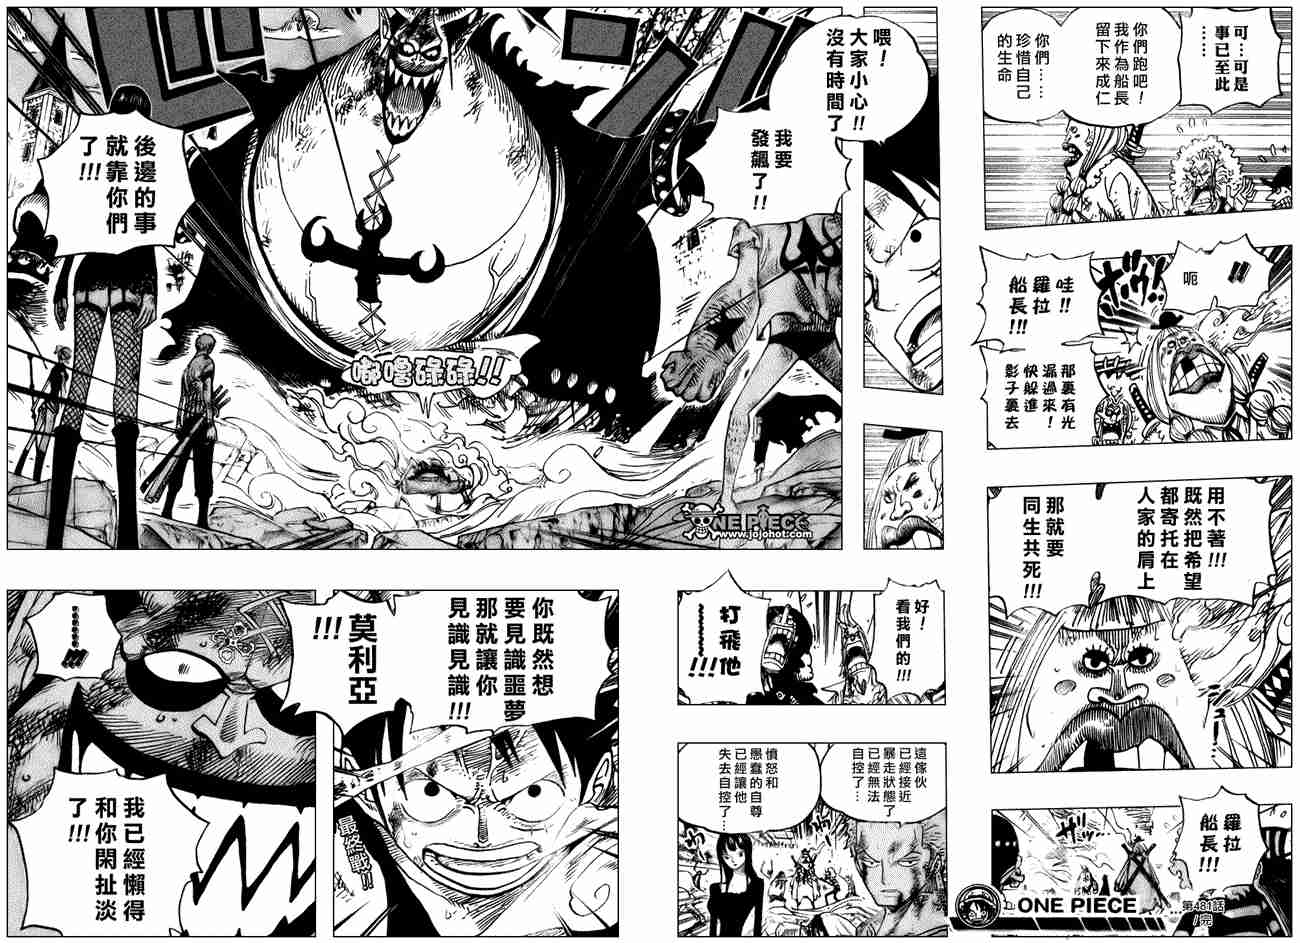 可…可是
事已至此
……
你們跑吧！
我作為船長
留下來成仁
你們……
珍惜自己
的生命
呃
哇!!
羅拉
船長!!!
那裏有光
漏過來！
快躲進
影子裏去
用不著!!!
既然把希望
都寄托在
人家的肩上
那就要
同生共死!!!
羅拉
船長!!!
喂！
大家小心!!
沒有時間了
我要
發飆了!!
後邊的事
就靠你們
了!!!
嘟嚕碌碌!!
ONE PIECE
www.jojohot.com
好！
看我們的!!!
打飛他
!!!
這傢伙
已經接近
暴走狀態了
已經無法
自控了…
憤怒和
愚蠢的自尊
已經讓他
失去自控了…
你既然想
要見識噩夢
那就讓你
見識見識!!!
莫利亞
!!!
最終戰!!
……!!!
我已經懶得
和你閑扯淡
了!!!
ONE PIECE
第481話
/完